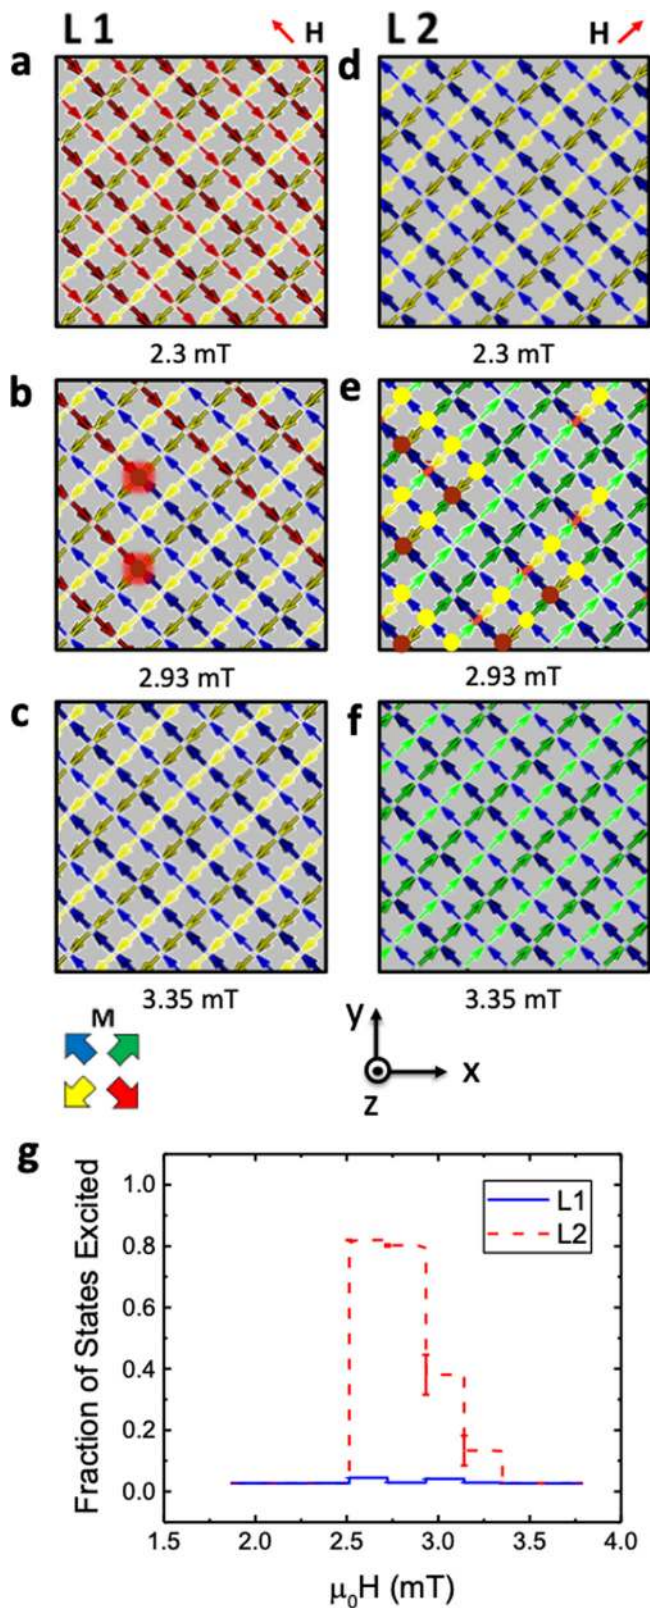 L 1 H L 2 H
a d
2.3 mT 2.3 mT
b e
2.93 mT 2.93 mT
c f
3.35 mT 3.35 mT
M
y
x
z
g
Fraction of States Excited
1.0
0.8
0.6
0.4
0.2
0.0
L1
L2
1.5 2.0 2.5 3.0 3.5 4.0
μ₀H (mT)